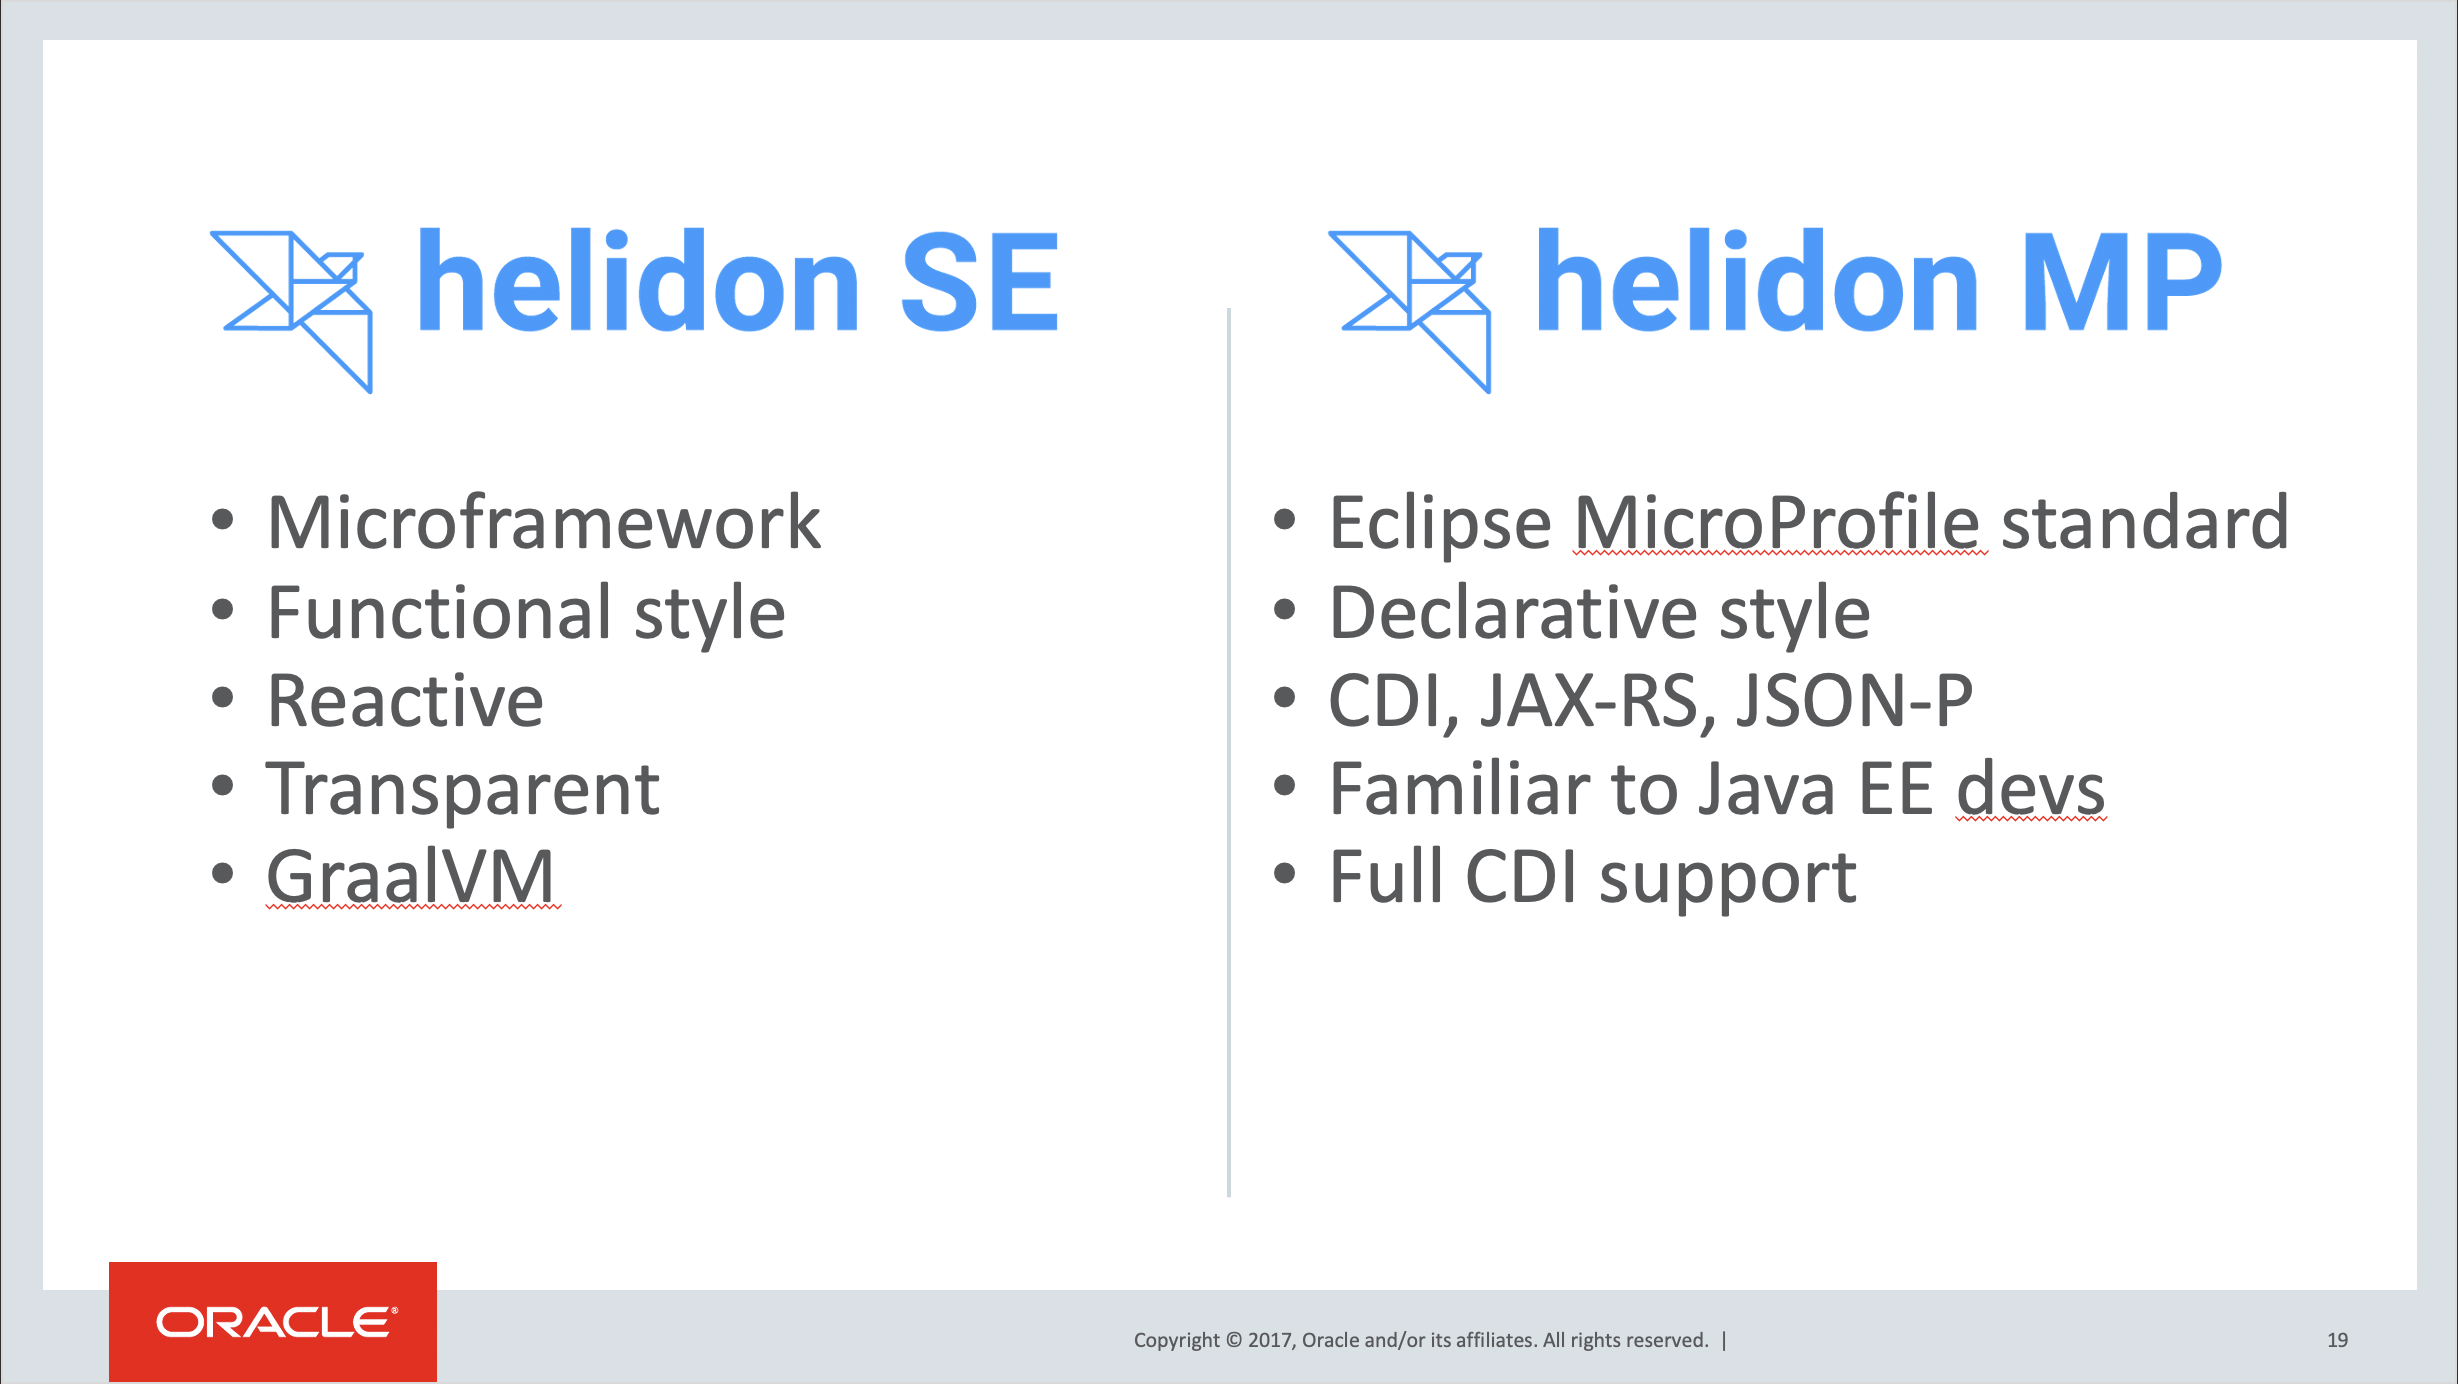 helidon SE
• Microframework
• Functional style
• Reactive
• Transparent
• GraalVM
helidon MP
• Eclipse MicroProfile standard
• Declarative style
• CDI, JAX-RS, JSON-P
• Familiar to Java EE devs
• Full CDI support
ORACLE®
Copyright © 2017, Oracle and/or its affiliates. All rights reserved. |
19